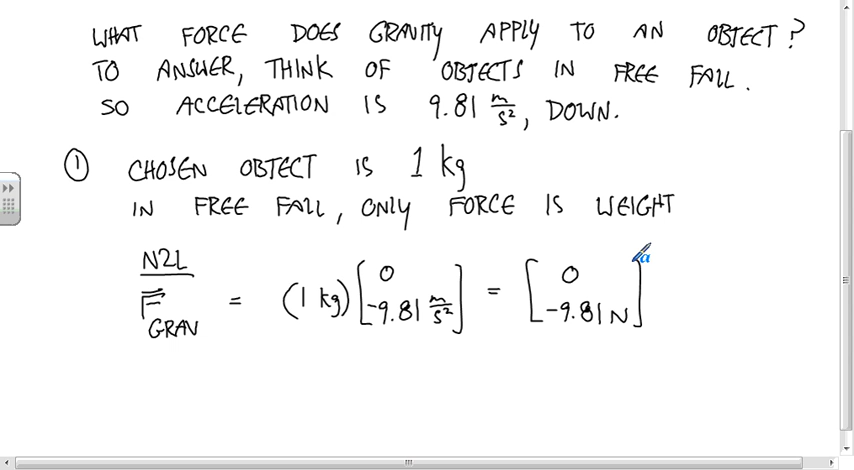 WHAT FORCE DOES GRAVITY APPLY TO AN OBJECT?
TO ANSWER, THINK OF OBJECTS IN FREE FALL.
SO ACCELERATION IS 9.81 m/s², DOWN.
① CHOSEN OBJECT IS 1 kg
IN FREE FALL, ONLY FORCE IS WEIGHT
N2L
F⃗ GRAV = (1 kg) [0 -9.81 m/s²] = [0 -9.81 N]